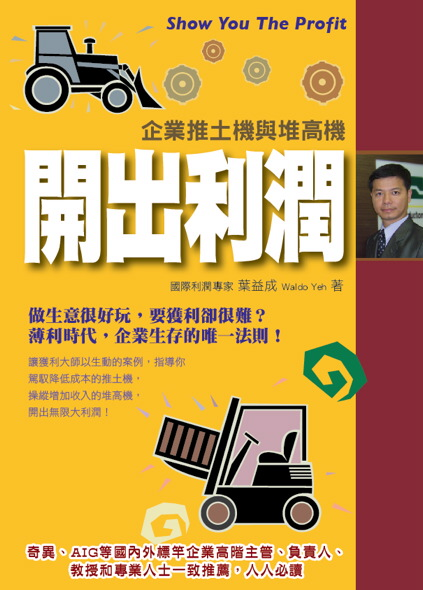 Show You The Profit
企業推土機與堆高機
開出利潤
國際利潤專家 葉益成 Waldo Yeh 著
做生意很好玩，要獲利卻很難？
薄利時代，企業生存的唯一法則！
讓獲利大師以生動的案例，指導你
駕馭降低成本的推土機，
操縱增加收入的堆高機，
開出無限大利潤！
奇異、AIG等國內外標竿企業高階主管、負責人、
教授和專業人士一致推薦，人人必讀